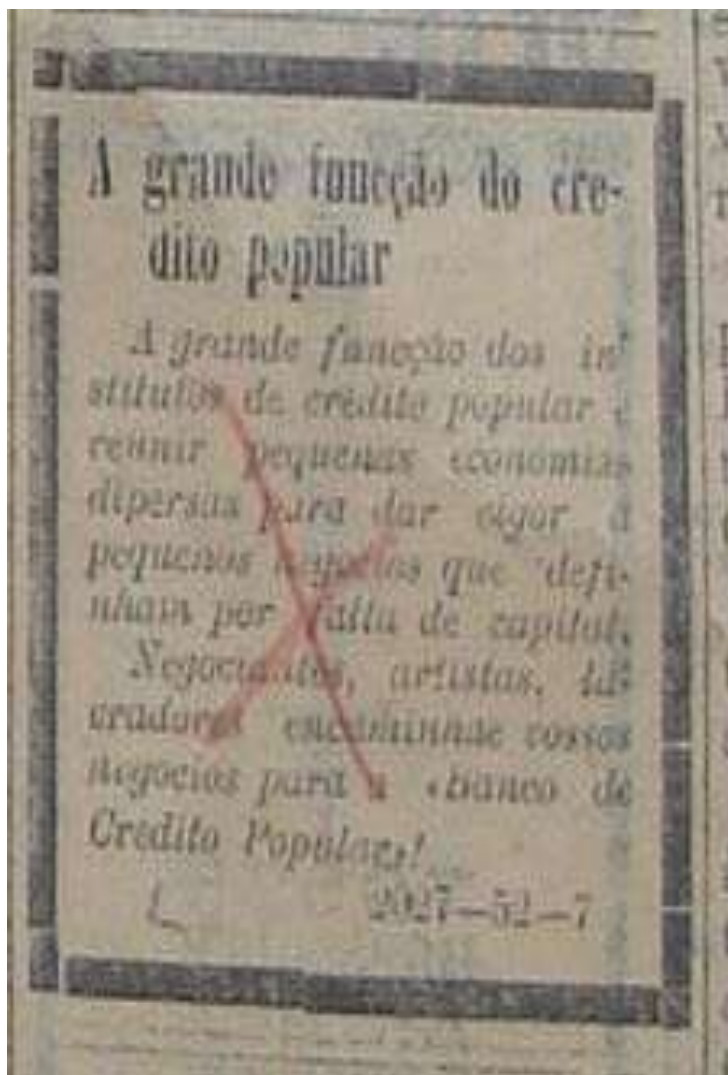 A grande funcção do cre-
dito popular
A grande funcção dos in-
stitutos de credito popular é
reunir pequenas economias
dipersas para dar vigor a
pequenos negocios que defi-
nham por falta de capital.
Negociantes, artistas, la-
vradores encaminhae vossos
negocios para a «banco de
Credito Popular»!
2027—52—7